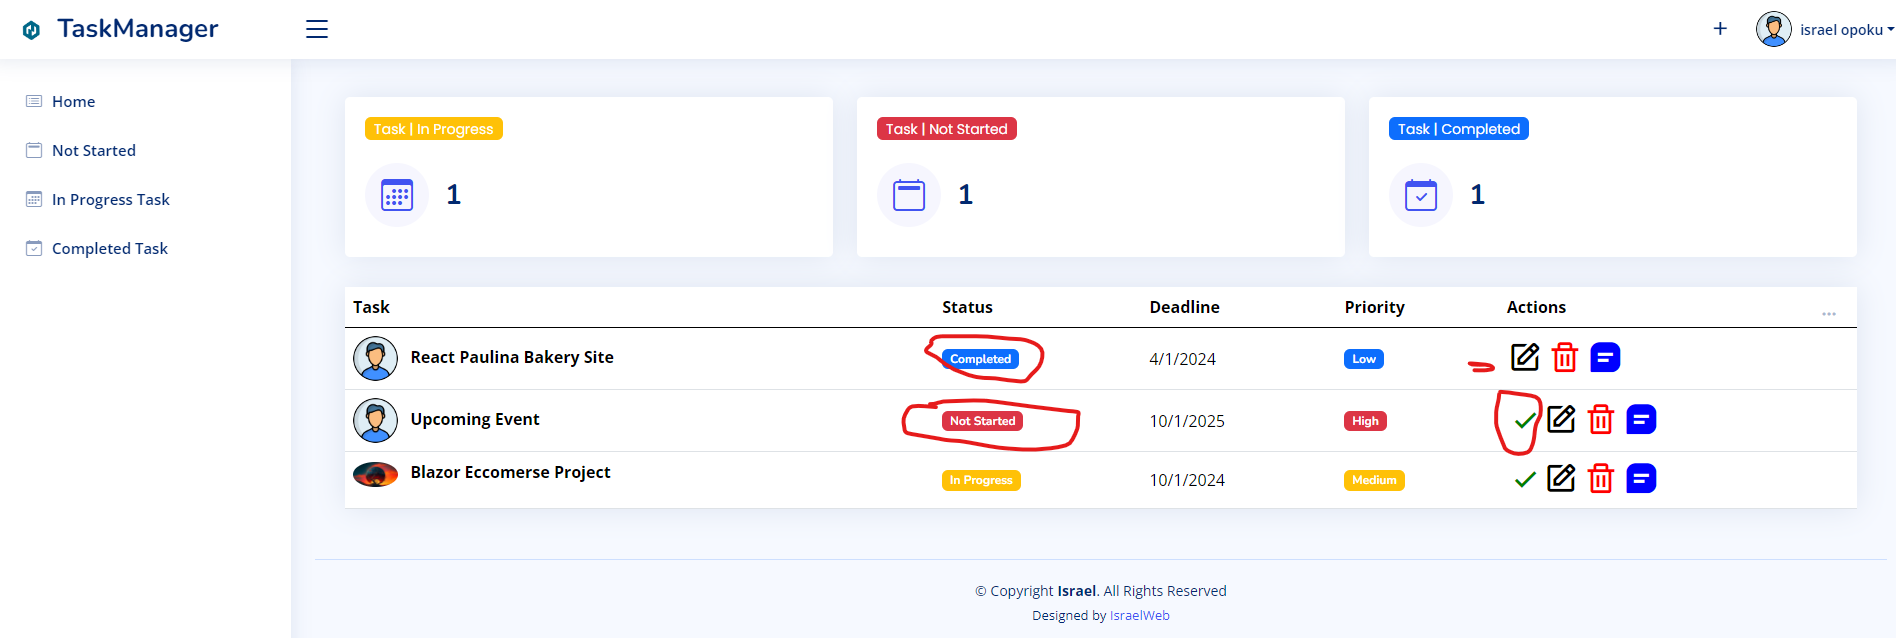 TaskManager
israel opoku
Home
Not Started
In Progress Task
Completed Task
Task | In Progress
1
Task | Not Started
1
Task | Completed
1
Task Status Deadline Priority Actions ...
React Paulina Bakery Site Completed 4/1/2024 Low
Upcoming Event Not Started 10/1/2025 High
Blazor Eccomerse Project In Progress 10/1/2024 Medium
© Copyright Israel. All Rights Reserved
Designed by IsraelWeb